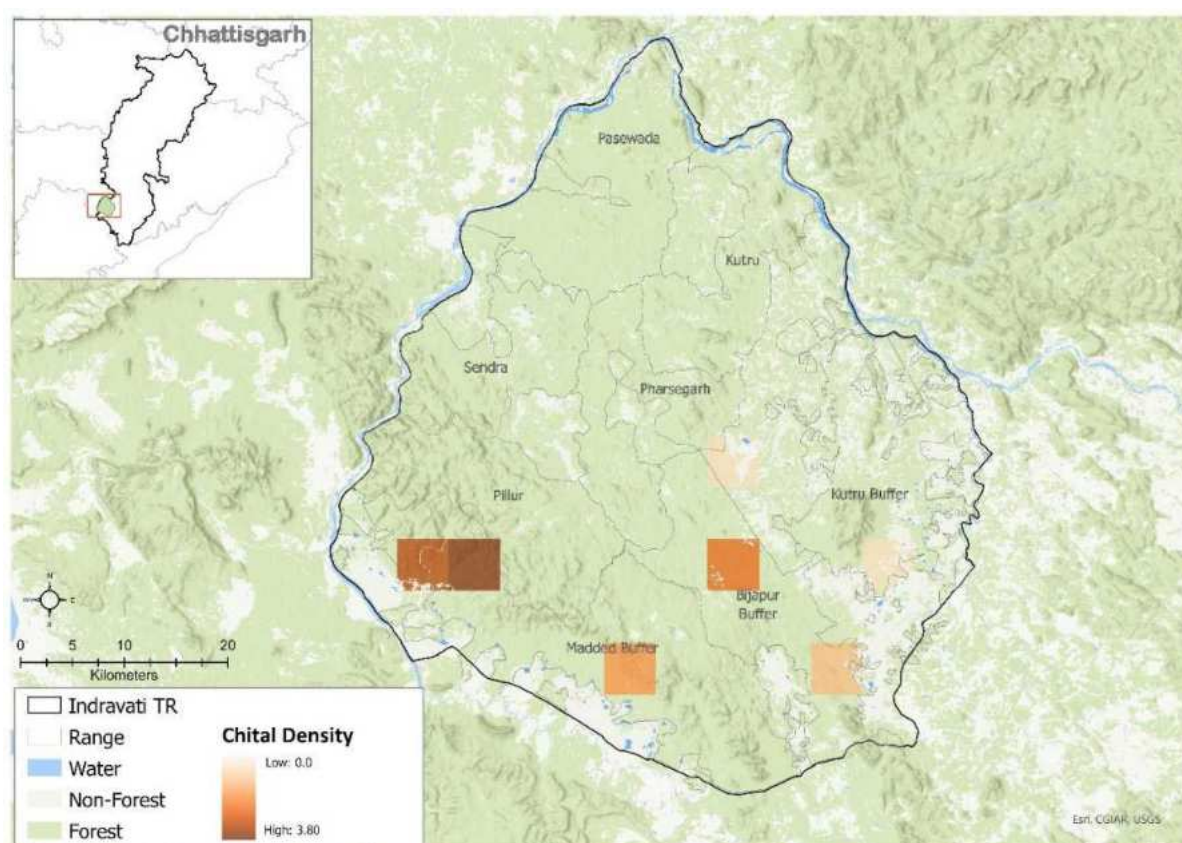 Chhattisgarh
Pasewada
Kutru
Sendra
Pharsegarh
Pillur
Kutru Buffer
Bijapur
Buffer
Madded Buffer
N
E
0 5 10 20
Kilometers
Indravati TR
Range
Water
Non-Forest
Forest
Chital Density
Low: 0.0
High: 3.80
Esri, CGIAR, USGS